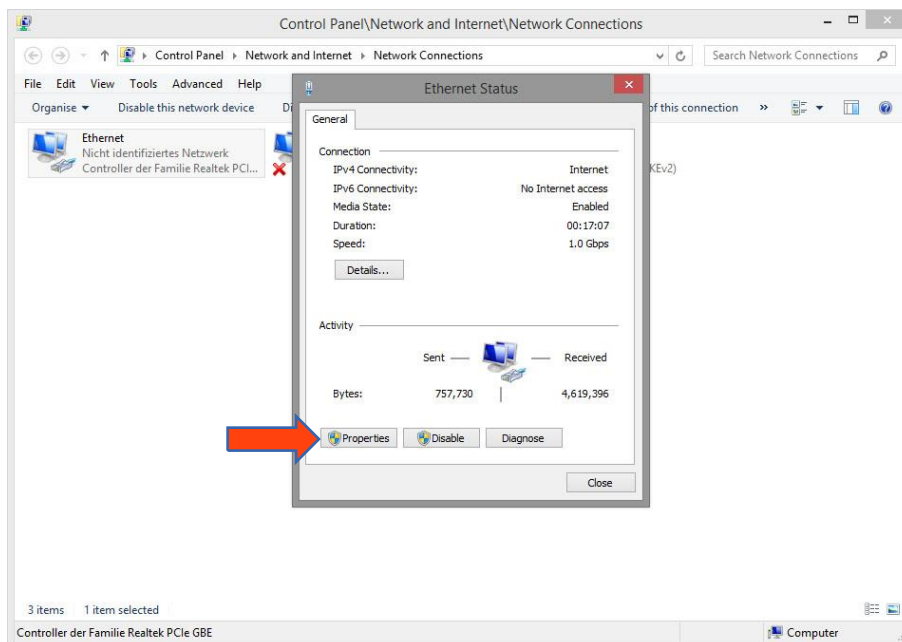 Control Panel\Network and Internet\Network Connections
Control Panel Network and Internet Network Connections
Search Network Connections
File Edit View Tools Advanced Help
Organise Disable this network device
of this connection »
Ethernet
Nicht identifiziertes Netzwerk
Controller der Familie Realtek PCI...
KEv2)
Ethernet Status
General
Connection
IPv4 Connectivity: Internet
IPv6 Connectivity: No Internet access
Media State: Enabled
Duration: 00:17:07
Speed: 1.0 Gbps
Details...
Activity
Sent Received
Bytes: 757,730 4,619,396
Properties Disable Diagnose
Close
3 items 1 item selected
Controller der Familie Realtek PCIe GBE
Computer